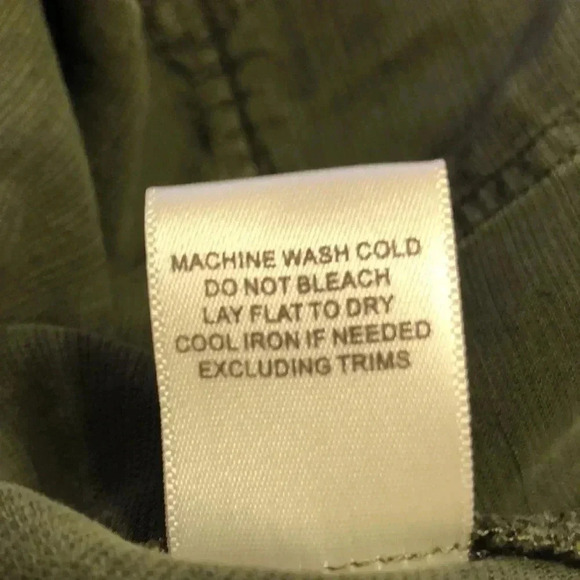 MACHINE WASH COLD
DO NOT BLEACH
LAY FLAT TO DRY
COOL IRON IF NEEDED
EXCLUDING TRIMS